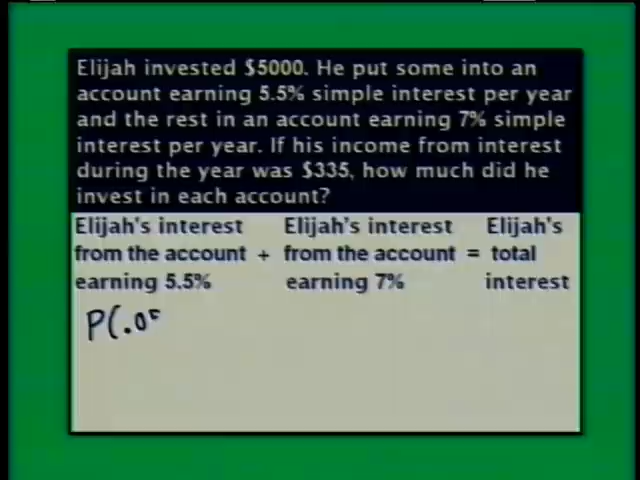 Elijah invested $5000. He put some into an
account earning 5.5% simple interest per year
and the rest in an account earning 7% simple
interest per year. If his income from interest
during the year was $335, how much did he
invest in each account?
Elijah's interest Elijah's interest Elijah's
from the account + from the account = total
earning 5.5% earning 7% interest
P(.05